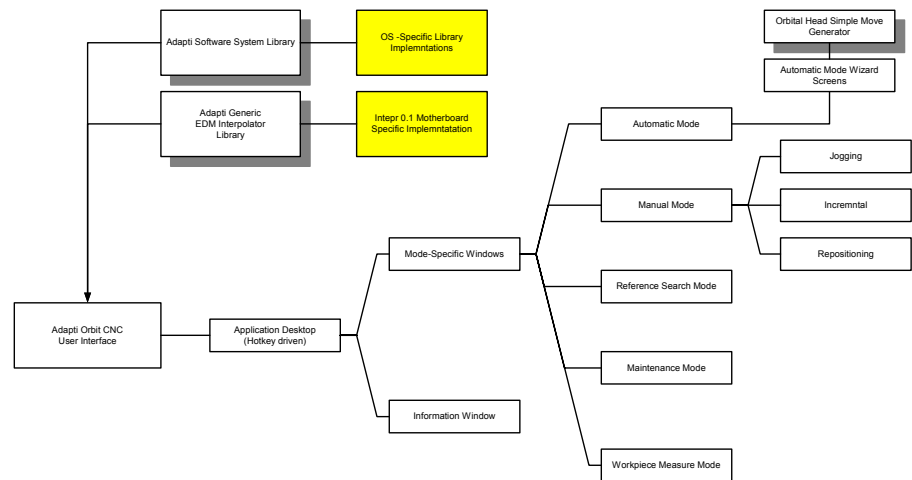 Adapti Software System Library
OS -Specific Library
Implemntations
Orbital Head Simple Move
Generator
Automatic Mode Wizard
Screens
Adapti Generic
EDM Interpolator
Library
Intepr 0.1 Motherboard
Specific Implemntatation
Automatic Mode
Jogging
Manual Mode
Incremntal
Repositioning
Mode-Specific Windows
Reference Search Mode
Adapti Orbit CNC
User Interface
Application Desktop
(Hotkey driven)
Maintenance Mode
Information Window
Workpiece Measure Mode